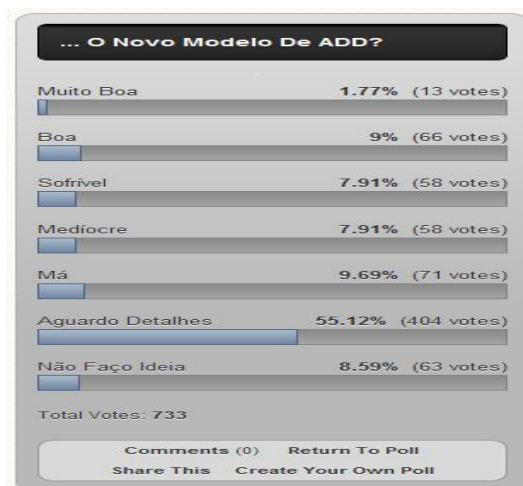 ... O Novo Modelo De ADD?
Muito Boa 1.77% (13 votes)
Boa 9% (66 votes)
Sofrível 7.91% (58 votes)
Medíocre 7.91% (58 votes)
Má 9.69% (71 votes)
Aguardo Detalhes 55.12% (404 votes)
Não Faço Ideia 8.59% (63 votes)
Total Votes: 733
Comments (0) Return To Poll
Share This Create Your Own Poll